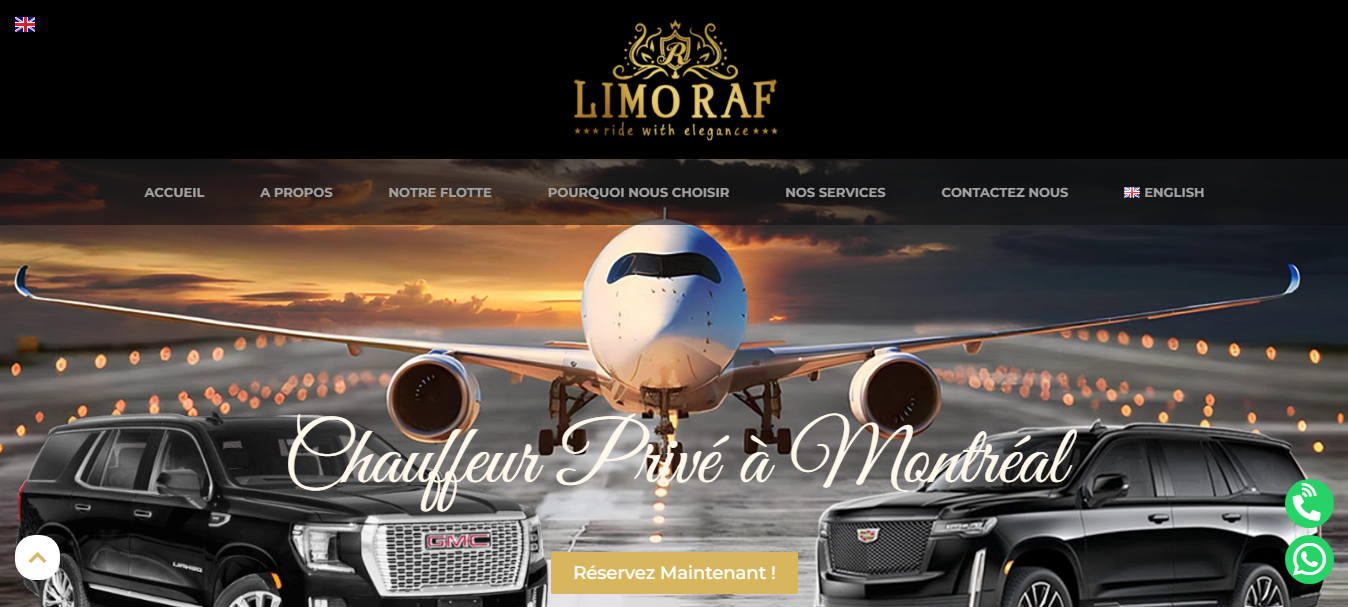 R
LIMO RAF
ride with elegance
ACCUEIL A PROPOS NOTRE FLOTTE POURQUOI NOUS CHOISIR NOS SERVICES CONTACTEZ NOUS ENGLISH
Chauffeur Privé à Montréal
GMC
YUKON
Réservez Maintenant !